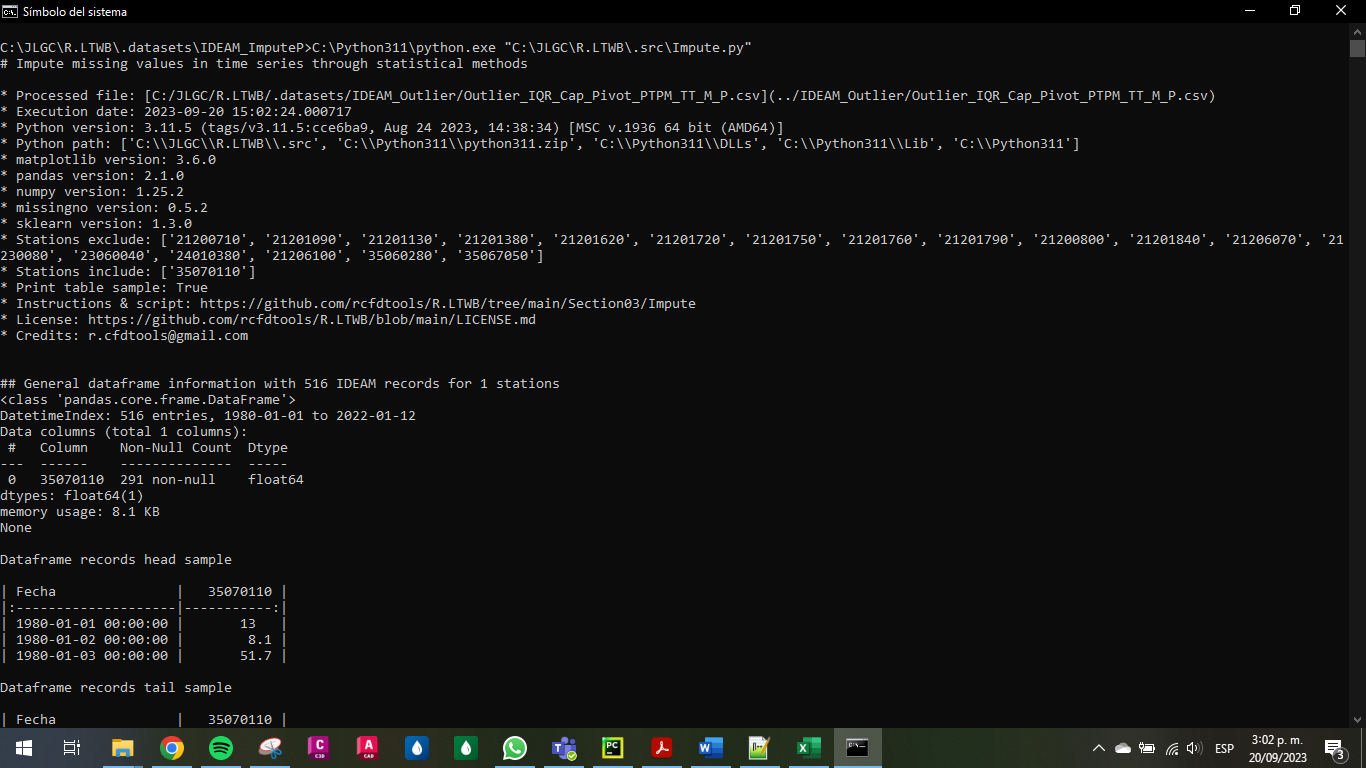 Símbolo del sistema
C:\JLGC\R.LTWB\.datasets\IDEAM_ImputeP>C:\Python311\python.exe "C:\JLGC\R.LTWB\.src\Impute.py"
# Impute missing values in time series through statistical methods
* Processed file: [C:/JLGC/R.LTWB/.datasets/IDEAM_Outlier/Outlier_IQR_Cap_Pivot_PTPM_TT_M_P.csv](../IDEAM_Outlier/Outlier_IQR_Cap_Pivot_PTPM_TT_M_P.csv)
* Execution date: 2023-09-20 15:02:24.000717
* Python version: 3.11.5 (tags/v3.11.5:cce6ba9, Aug 24 2023, 14:38:34) [MSC v.1936 64 bit (AMD64)]
* Python path: ['C:\\JLGC\\R.LTWB\\.src', 'C:\\Python311\\python311.zip', 'C:\\Python311\\DLLs', 'C:\\Python311\\Lib', 'C:\\Python311']
* matplotlib version: 3.6.0
* pandas version: 2.1.0
* numpy version: 1.25.2
* missingno version: 0.5.2
* sklearn version: 1.3.0
* Stations exclude: ['21200710', '21201090', '21201130', '21201380', '21201620', '21201720', '21201750', '21201760', '21201790', '21200800', '21201840', '21206070', '21
230080', '23060040', '24010380', '21206100', '35060280', '35067050']
* Stations include: ['35070110']
* Print table sample: True
* Instructions & script: https://github.com/rcfdtools/R.LTWB/tree/main/Section03/Impute
* License: https://github.com/rcfdtools/R.LTWB/blob/main/LICENSE.md
* Credits: r.cfdtools@gmail.com
## General dataframe information with 516 IDEAM records for 1 stations
<class 'pandas.core.frame.DataFrame'>
DatetimeIndex: 516 entries, 1980-01-01 to 2022-01-12
Data columns (total 1 columns):
 #   Column    Non-Null Count  Dtype
---  ------    --------------  -----
 0   35070110  291 non-null    float64
dtypes: float64(1)
memory usage: 8.1 KB
None
Dataframe records head sample
| Fecha               |   35070110 |
|:--------------------|-----------:|
| 1980-01-01 00:00:00 |       13   |
| 1980-01-02 00:00:00 |        8.1 |
| 1980-01-03 00:00:00 |       51.7 |
Dataframe records tail sample
| Fecha               |   35070110 |
ESP
3:02 p. m.
20/09/2023
3